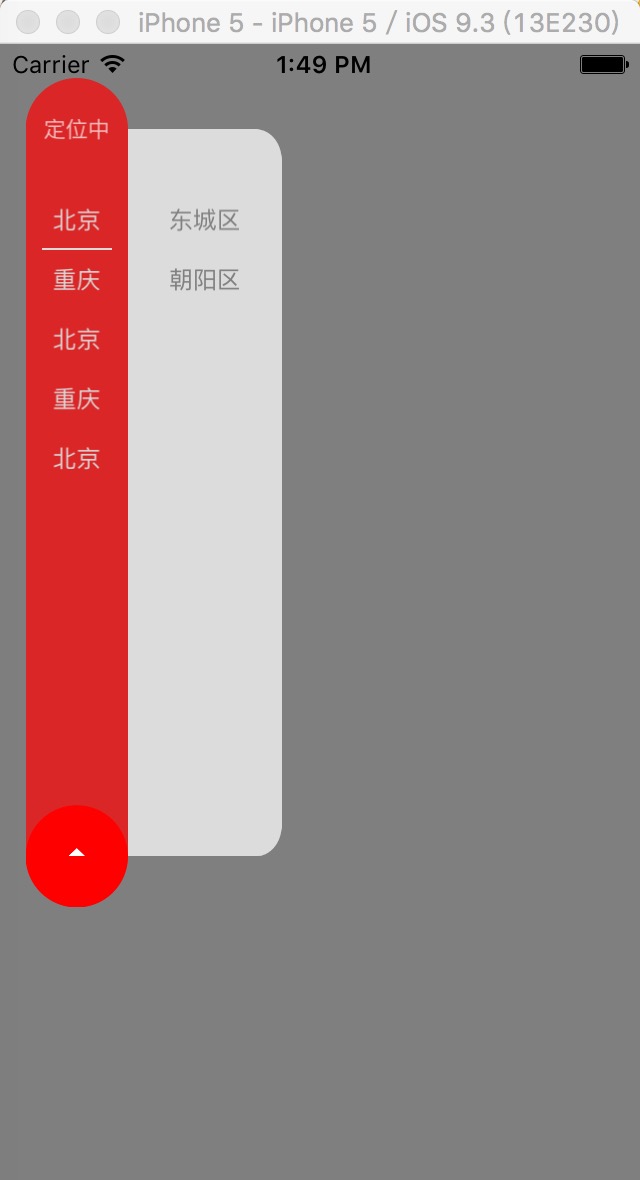 iPhone 5 - iPhone 5 / iOS 9.3 (13E230)
Carrier 1:49 PM
定位中
北京 东城区
重庆 朝阳区
北京
重庆
北京